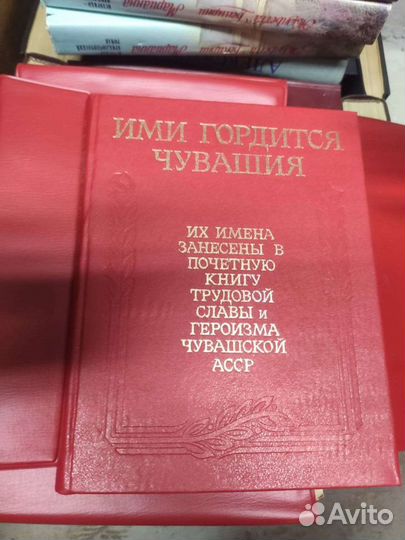 ИМИ ГОРДИТСЯ
ЧУВАШИЯ
ИХ ИМЕНА
ЗАНЕСЕНЫ В
ПОЧЕТНУЮ
КНИГУ
ТРУДОВОЙ
СЛАВЫ И
ГЕРОИЗМА
ЧУВАШСКОЙ
АССР
Avito